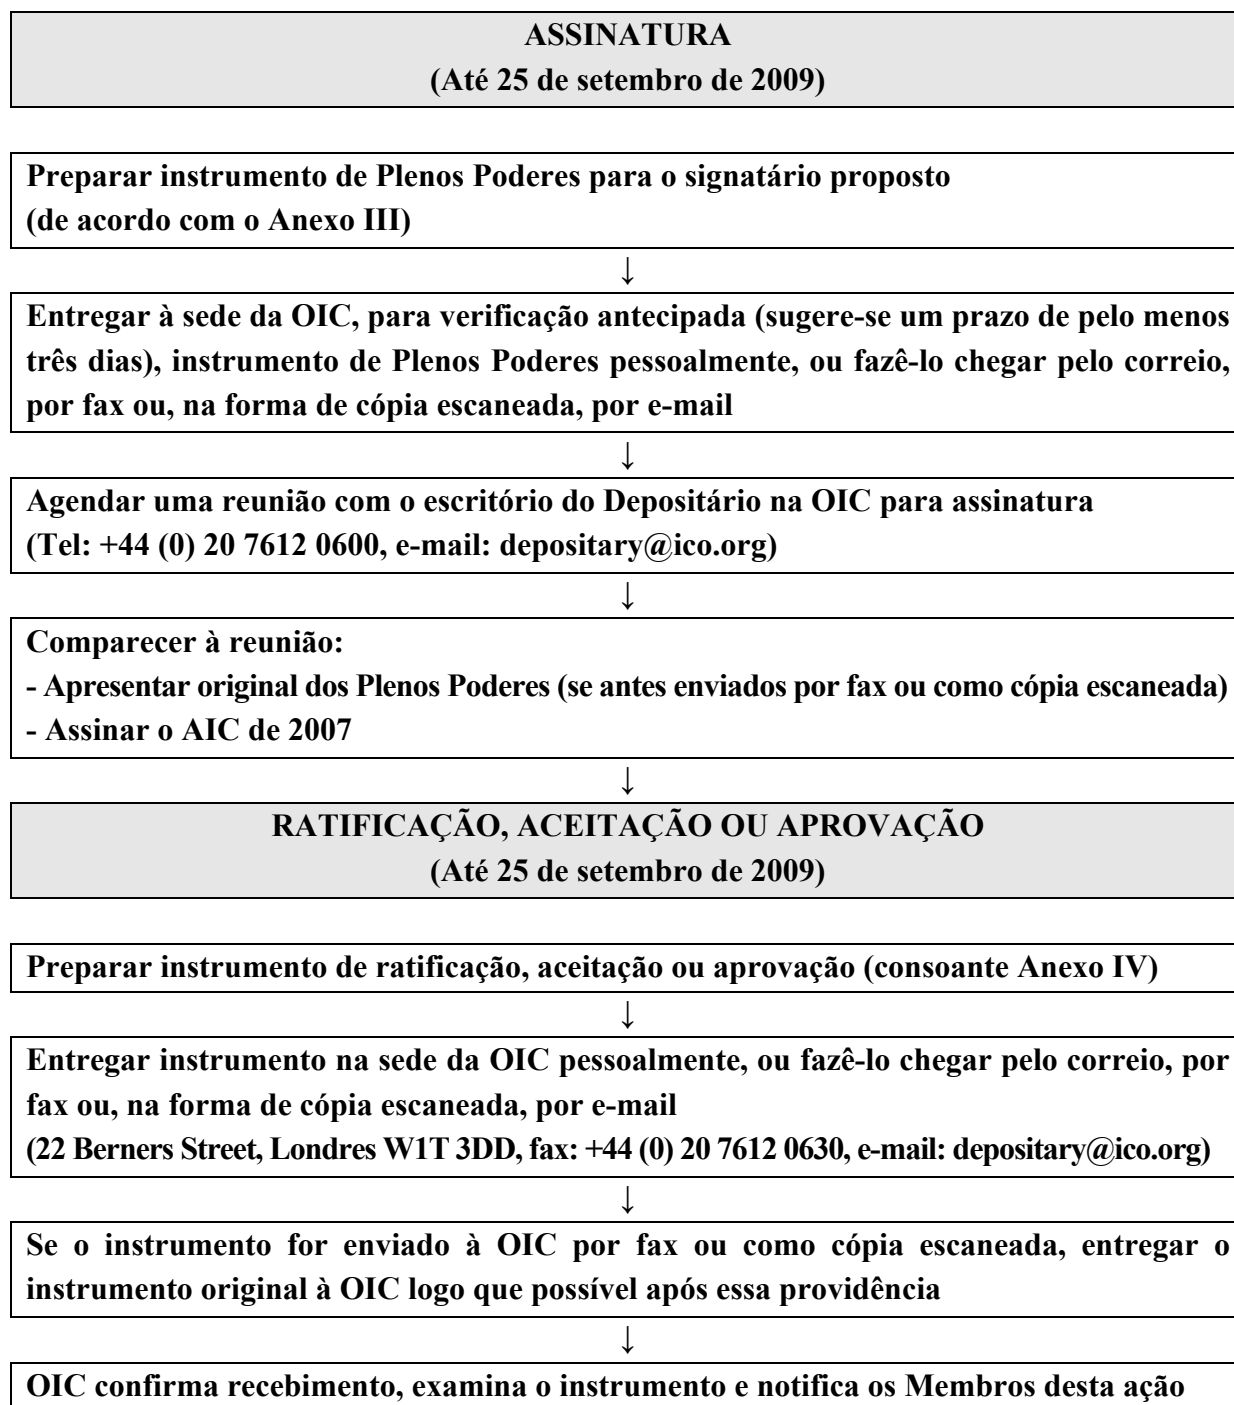 ASSINATURA
(Até 25 de setembro de 2009)
Preparar instrumento de Plenos Poderes para o signatário proposto
(de acordo com o Anexo III)
↓
Entregar à sede da OIC, para verificação antecipada (sugere-se um prazo de pelo menos
três dias), instrumento de Plenos Poderes pessoalmente, ou fazê-lo chegar pelo correio,
por fax ou, na forma de cópia escaneada, por e-mail
↓
Agendar uma reunião com o escritório do Depositário na OIC para assinatura
(Tel: +44 (0) 20 7612 0600, e-mail: depositary@ico.org)
↓
Comparecer à reunião:
- Apresentar original dos Plenos Poderes (se antes enviados por fax ou como cópia escaneada)
- Assinar o AIC de 2007
↓
RATIFICAÇÃO, ACEITAÇÃO OU APROVAÇÃO
(Até 25 de setembro de 2009)
Preparar instrumento de ratificação, aceitação ou aprovação (consoante Anexo IV)
↓
Entregar instrumento na sede da OIC pessoalmente, ou fazê-lo chegar pelo correio, por
fax ou, na forma de cópia escaneada, por e-mail
(22 Berners Street, Londres W1T 3DD, fax: +44 (0) 20 7612 0630, e-mail: depositary@ico.org)
↓
Se o instrumento for enviado à OIC por fax ou como cópia escaneada, entregar o
instrumento original à OIC logo que possível após essa providência
↓
OIC confirma recebimento, examina o instrumento e notifica os Membros desta ação